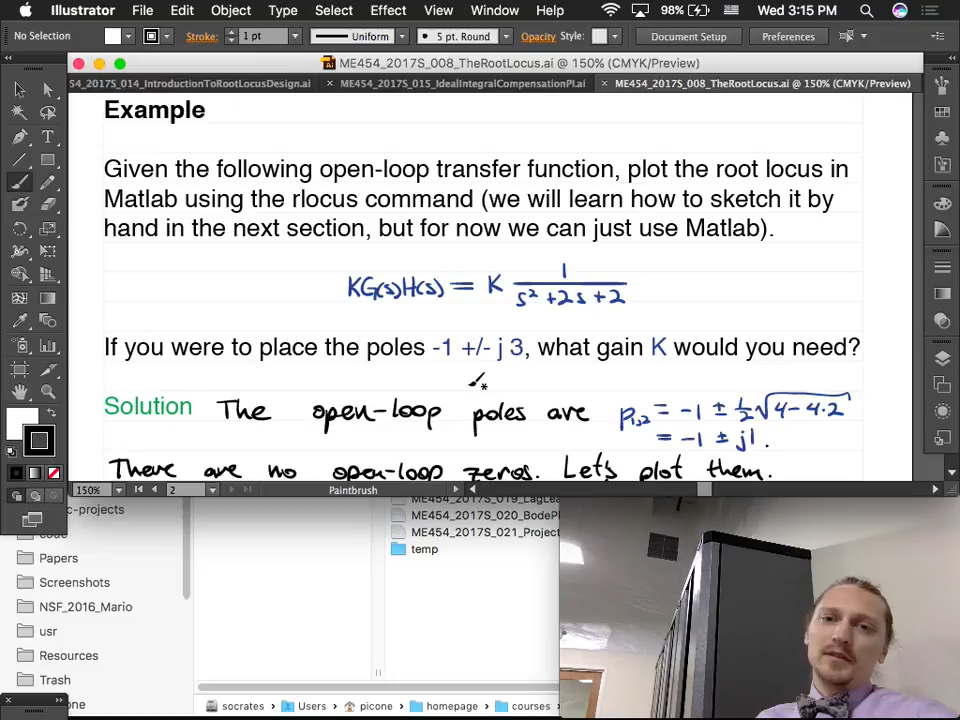 Illustrator File Edit Object Type Select Effect View Window Help 98% Wed 3:15 PM
No Selection Stroke: 1 pt Uniform 5 pt. Round Opacity Style: Document Setup Preferences
ME454_2017S_008_TheRootLocus.ai @ 150% (CMYK/Preview)
54_2017S_014_IntroductionToRootLocusDesign.ai × ME454_2017S_015_IdealIntegralCompensationPI.ai × ME454_2017S_008_TheRootLocus.ai @ 150% (CMYK/Preview)
Example
Given the following open-loop transfer function, plot the root locus in
Matlab using the rlocus command (we will learn how to sketch it by
hand in the next section, but for now we can just use Matlab).
KG(s)H(s) = K 1/(s² + 2s + 2)
If you were to place the poles -1 +/- j 3, what gain K would you need?
Solution The open-loop poles are p1,2 = -1 ± 1/2 √(4 - 4·2)
= -1 ± j1.
There are no open-loop zeros. Let's plot them.
150% 2 Paintbrush
c-projects
code
Papers
Screenshots
NSF_2016_Mario
usr
Resources
Trash
ME454_2017S_019_LagLea
ME454_2017S_020_BodePl
ME454_2017S_021_Project
temp
socrates › Users › picone › homepage › courses ›